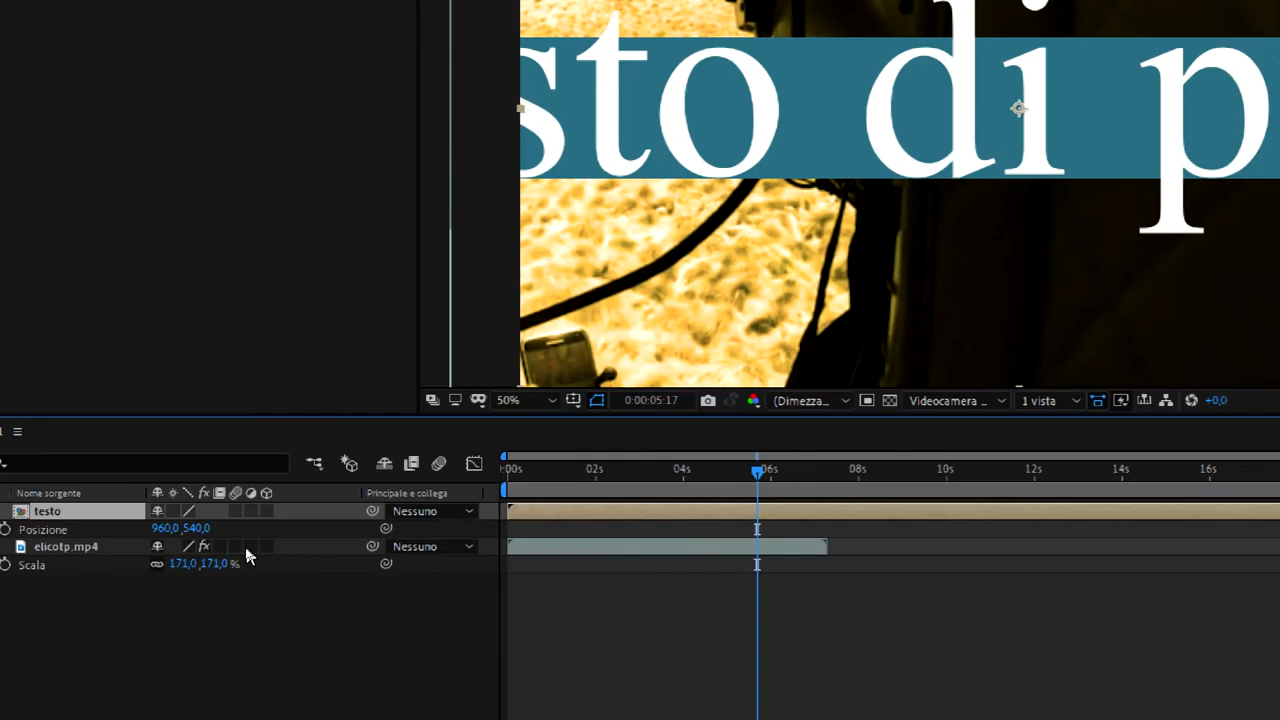 sto di p
50%
0:00:05:17
(Dimezza...
Videocamera ...
1 vista
+0,0
:00s 02s 04s 06s 08s 10s 12s 14s 16s
Nome sorgente
fx
Principale e collega
testo
Nessuno
Posizione
960,0 ,540,0
elicotp.mp4
fx
Nessuno
Scala
171,0 ,171,0 %